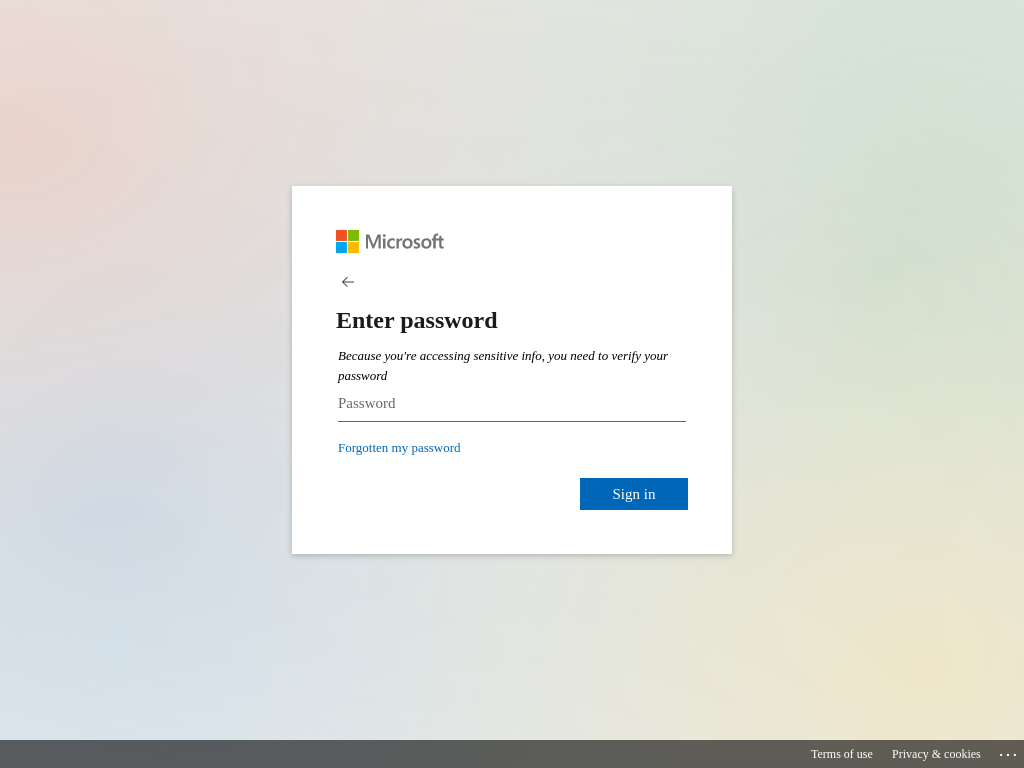 Microsoft
Enter password
Because you're accessing sensitive info, you need to verify your
password
Password
Forgotten my password
Sign in
Terms of use Privacy & cookies ...